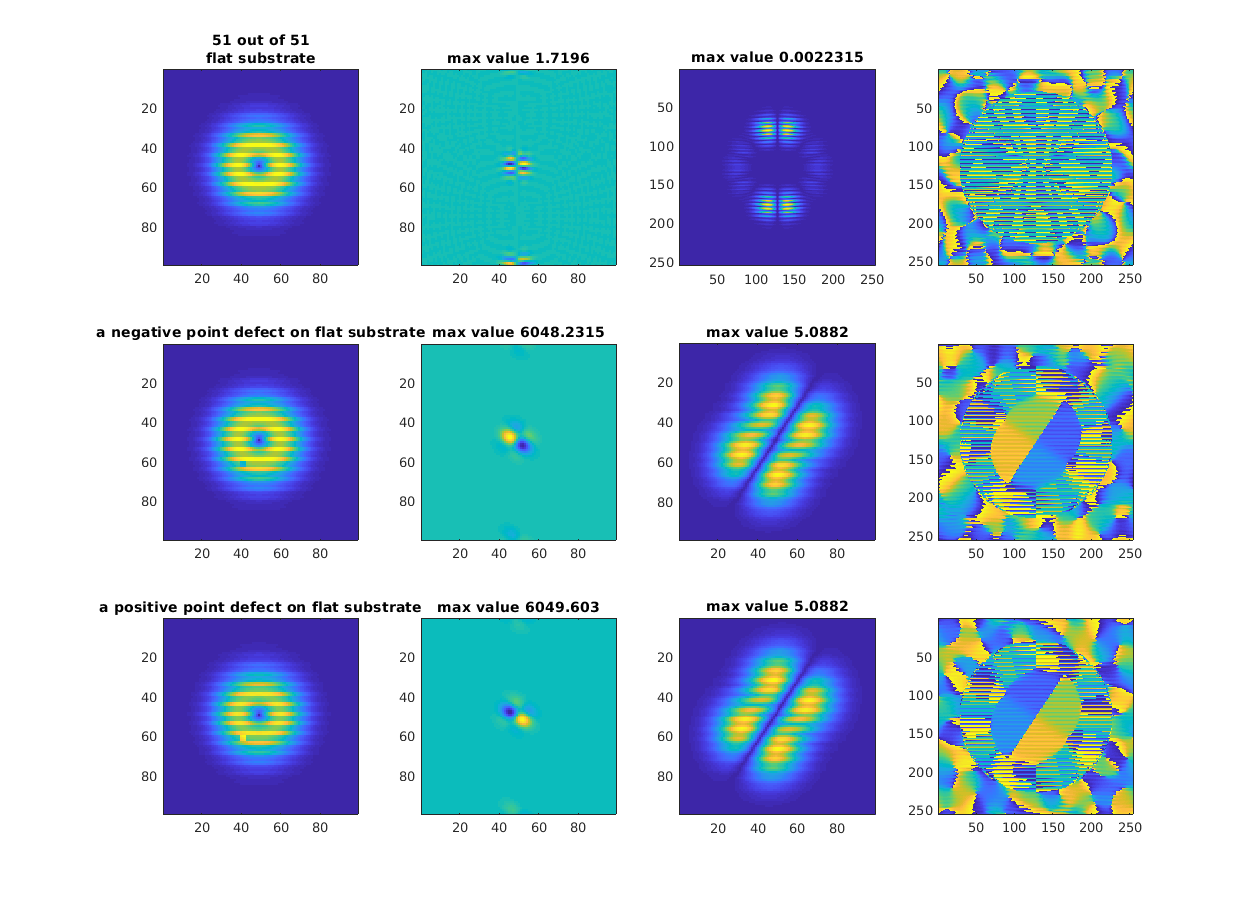 51 out of 51
flat substrate
max value 1.7196
max value 0.0022315
20
40
60
80
20 40 60 80
20
40
60
80
20 40 60 80
50
100
150
200
250
50 100 150 200 250
50
100
150
200
250
50 100 150 200 250
a negative point defect on flat substrate
max value 6048.2315
max value 5.0882
20
40
60
80
20 40 60 80
20
40
60
80
20 40 60 80
20
40
60
80
20 40 60 80
50
100
150
200
250
50 100 150 200 250
a positive point defect on flat substrate
max value 6049.603
max value 5.0882
20
40
60
80
20 40 60 80
20
40
60
80
20 40 60 80
20
40
60
80
20 40 60 80
50
100
150
200
250
50 100 150 200 250